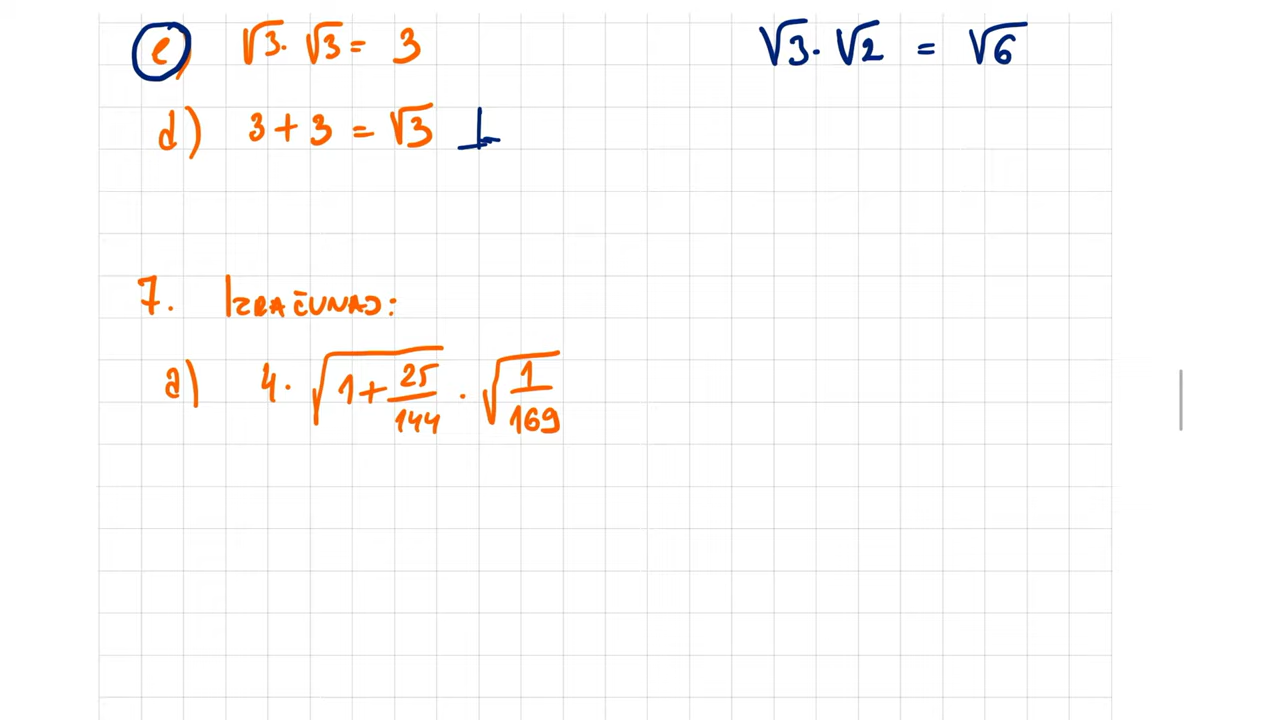 c) √3 · √3 = 3 √3 · √2 = √6
d) 3 + 3 = √3 ⊥
7. IZRAČUNAJ:
a) 4 · √(1 + 25/144) · √(1/169)